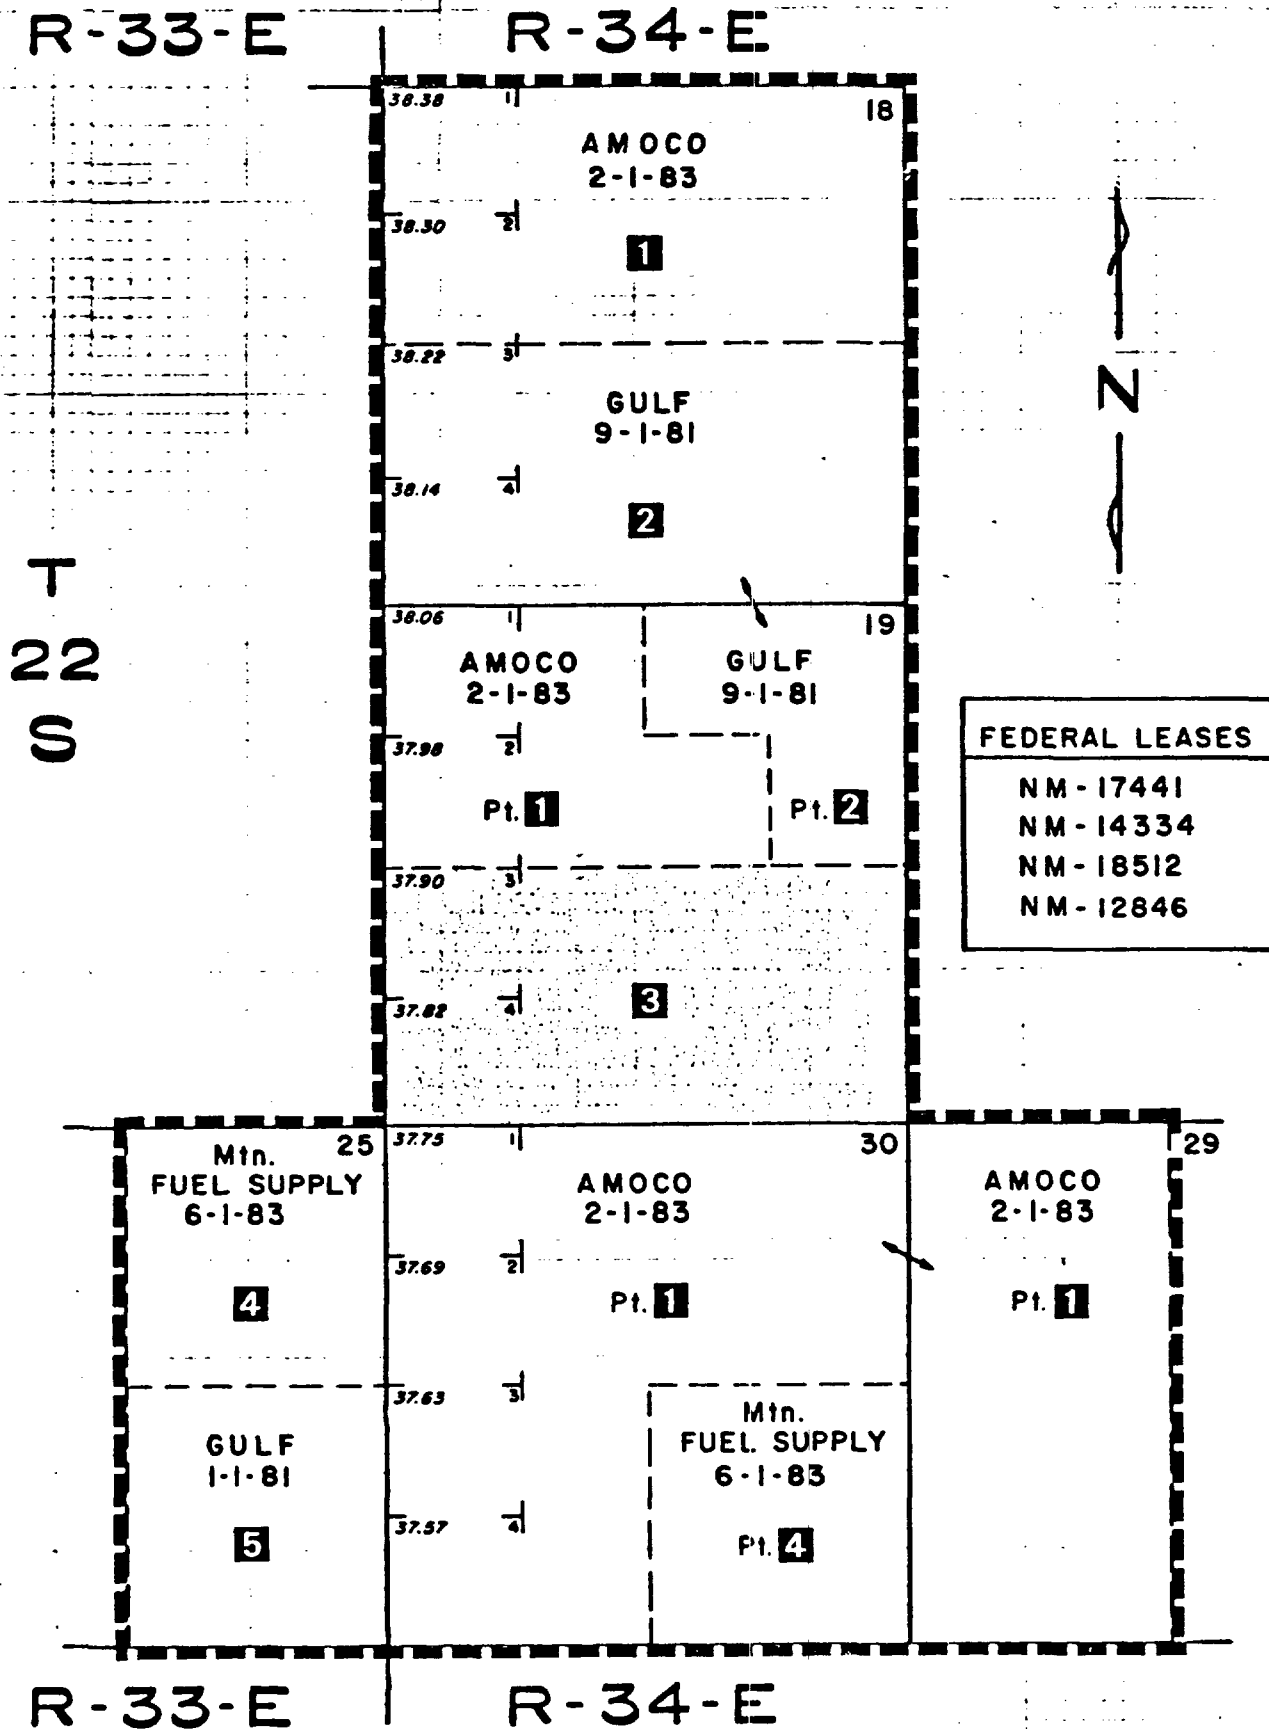 R-33-E
R-34-E
38.38
1
18
AMOCO
2-1-83
38.30
2
1
38.22
3
GULF
9-1-81
38.14
4
2
T
22
S
38.06
1
19
AMOCO
2-1-83
GULF
9-1-81
37.98
2
Pt. 1
Pt. 2
37.90
3
37.82
4
3
N
FEDERAL LEASES
NM-17441
NM-14334
NM-18512
NM-12846
25
Mtn.
FUEL SUPPLY
6-1-83
4
GULF
1-1-81
5
37.75
1
30
AMOCO
2-1-83
37.69
2
Pt. 1
37.63
3
Mtn.
FUEL SUPPLY
6-1-83
37.57
4
Pt. 4
29
AMOCO
2-1-83
Pt. 1
R-33-E
R-34-E